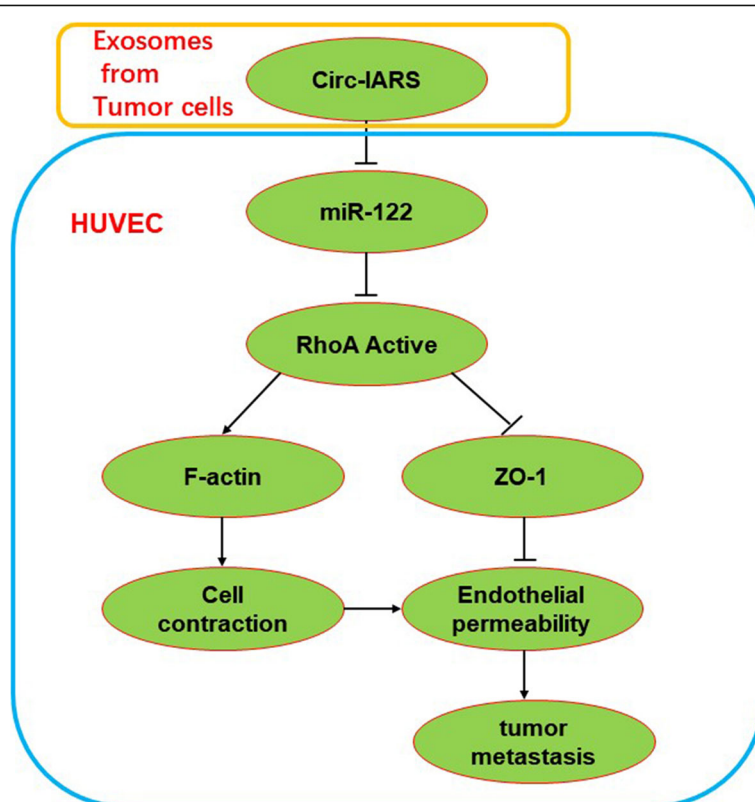 Exosomes
from
Tumor cells
Circ-IARS
HUVEC
miR-122
RhoA Active
F-actin
ZO-1
Cell
contraction
Endothelial
permeability
tumor
metastasis